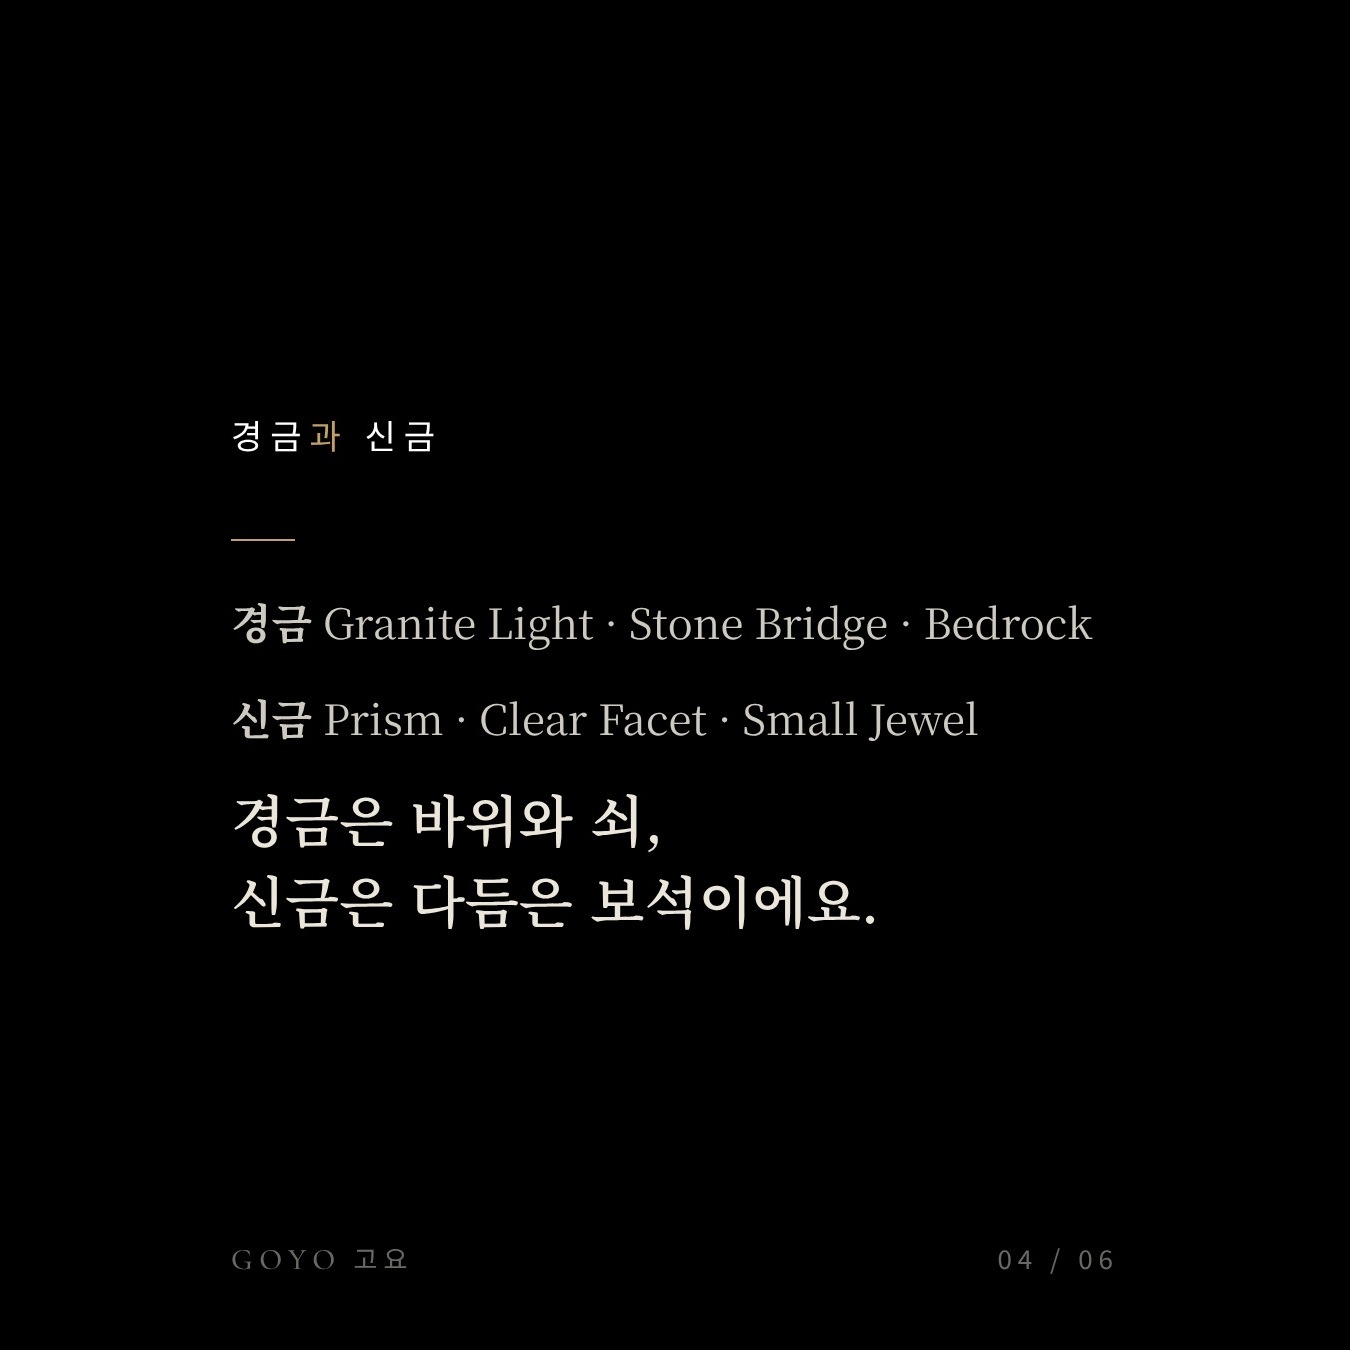 경금과 신금
경금 Granite Light · Stone Bridge · Bedrock
신금 Prism · Clear Facet · Small Jewel
경금은 바위와 쇠,
신금은 다듬은 보석이에요.
GOYO 고요
04 / 06